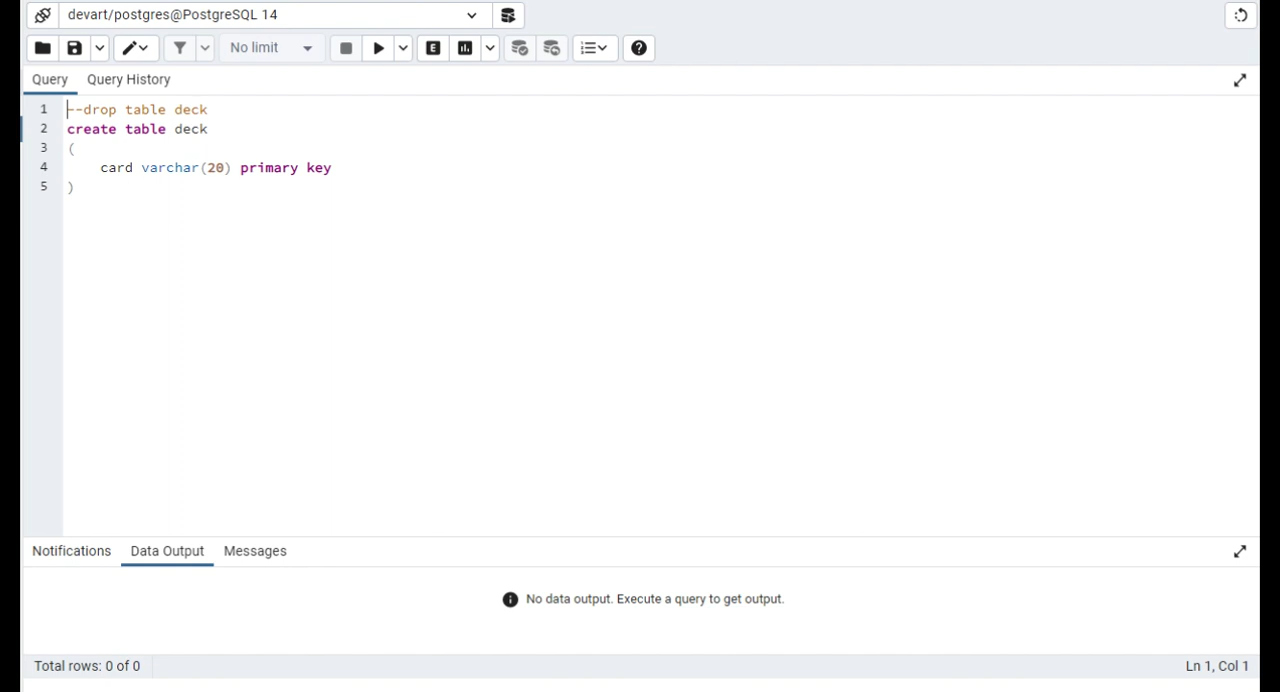 devart/postgres@PostgreSQL 14
No limit
E
Query Query History
1 --drop table deck
2 create table deck
3 (
4 card varchar(20) primary key
5 )
Notifications Data Output Messages
No data output. Execute a query to get output.
Total rows: 0 of 0 Ln 1, Col 1